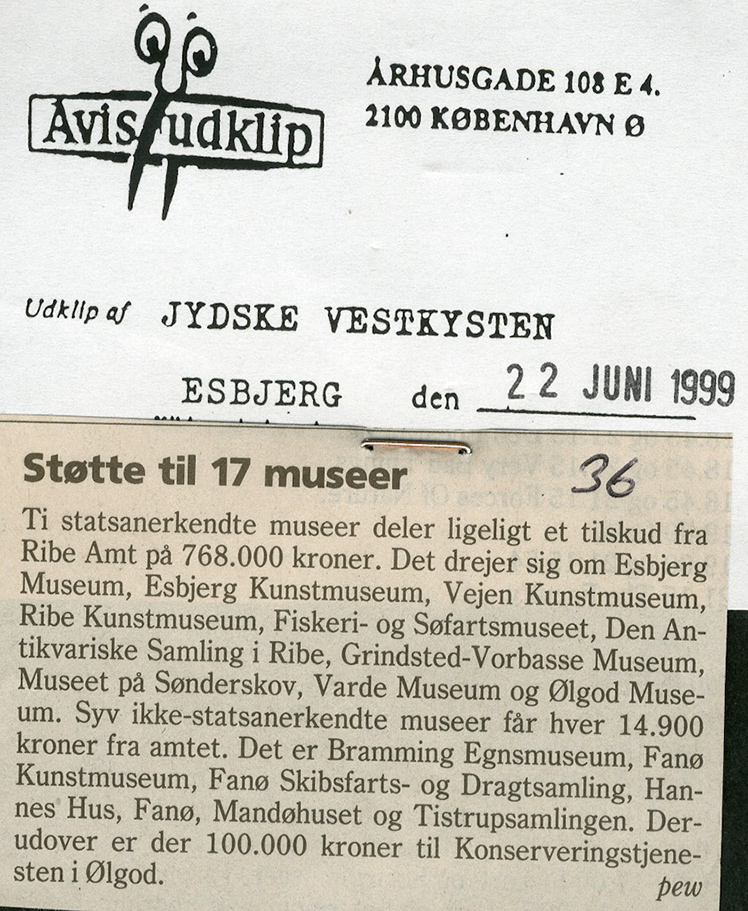 Avis udklip
ÅRHUSGADE 108 E 4.
2100 KØBENHAVN Ø
Udklip af JYDSKE VESTKYSTEN
ESBJERG den 22 JUNI 1999
Støtte til 17 museer
36
Ti statsanerkendte museer deler ligeligt et tilskud fra
Ribe Amt på 768.000 kroner. Det drejer sig om Esbjerg
Museum, Esbjerg Kunstmuseum, Vejen Kunstmuseum,
Ribe Kunstmuseum, Fiskeri- og Søfartsmuseet, Den An-
tikvariske Samling i Ribe, Grindsted-Vorbasse Museum,
Museet på Sønderskov, Varde Museum og Ølgod Muse-
um. Syv ikke-statsanerkendte museer får hver 14.900
kroner fra amtet. Det er Bramming Egnsmuseum, Fanø
Kunstmuseum, Fanø Skibsfarts- og Dragtsamling, Han-
nes Hus, Fanø, Mandøhuset og Tistrupsamlingen. Der-
udover er der 100.000 kroner til Konserveringstjene-
sten i Ølgod.
pew